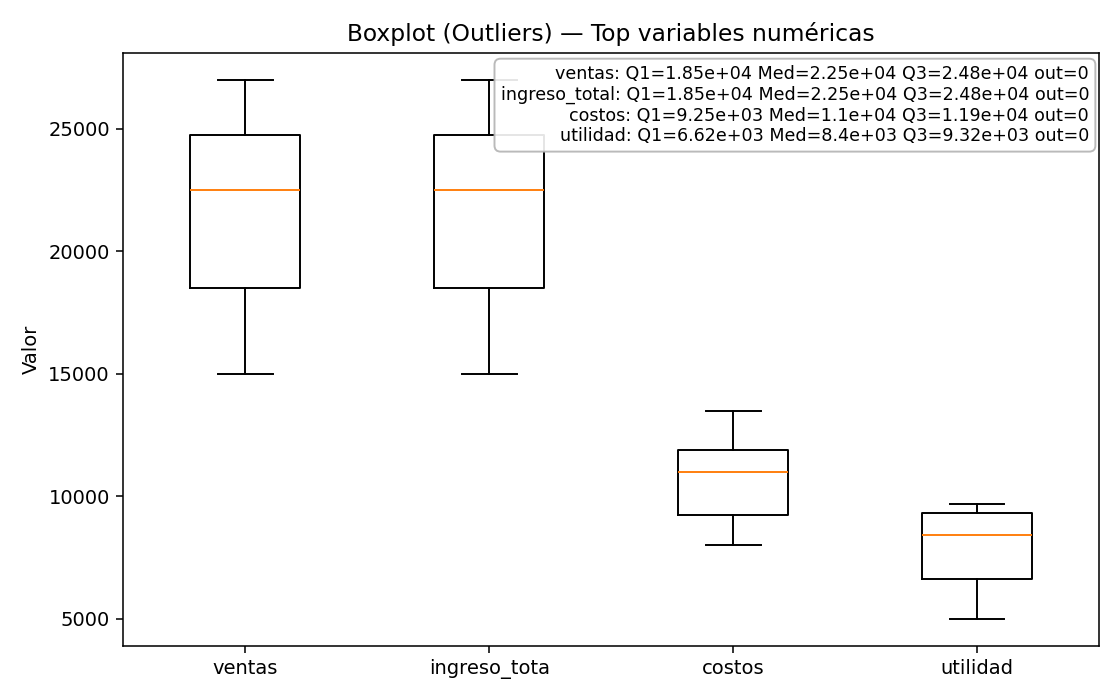 Boxplot (Outliers) — Top variables numéricas
ventas: Q1=1.85e+04 Med=2.25e+04 Q3=2.48e+04 out=0
ingreso_total: Q1=1.85e+04 Med=2.25e+04 Q3=2.48e+04 out=0
costos: Q1=9.25e+03 Med=1.1e+04 Q3=1.19e+04 out=0
utilidad: Q1=6.62e+03 Med=8.4e+03 Q3=9.32e+03 out=0
Valor
25000
20000
15000
10000
5000
ventas ingreso_tota costos utilidad